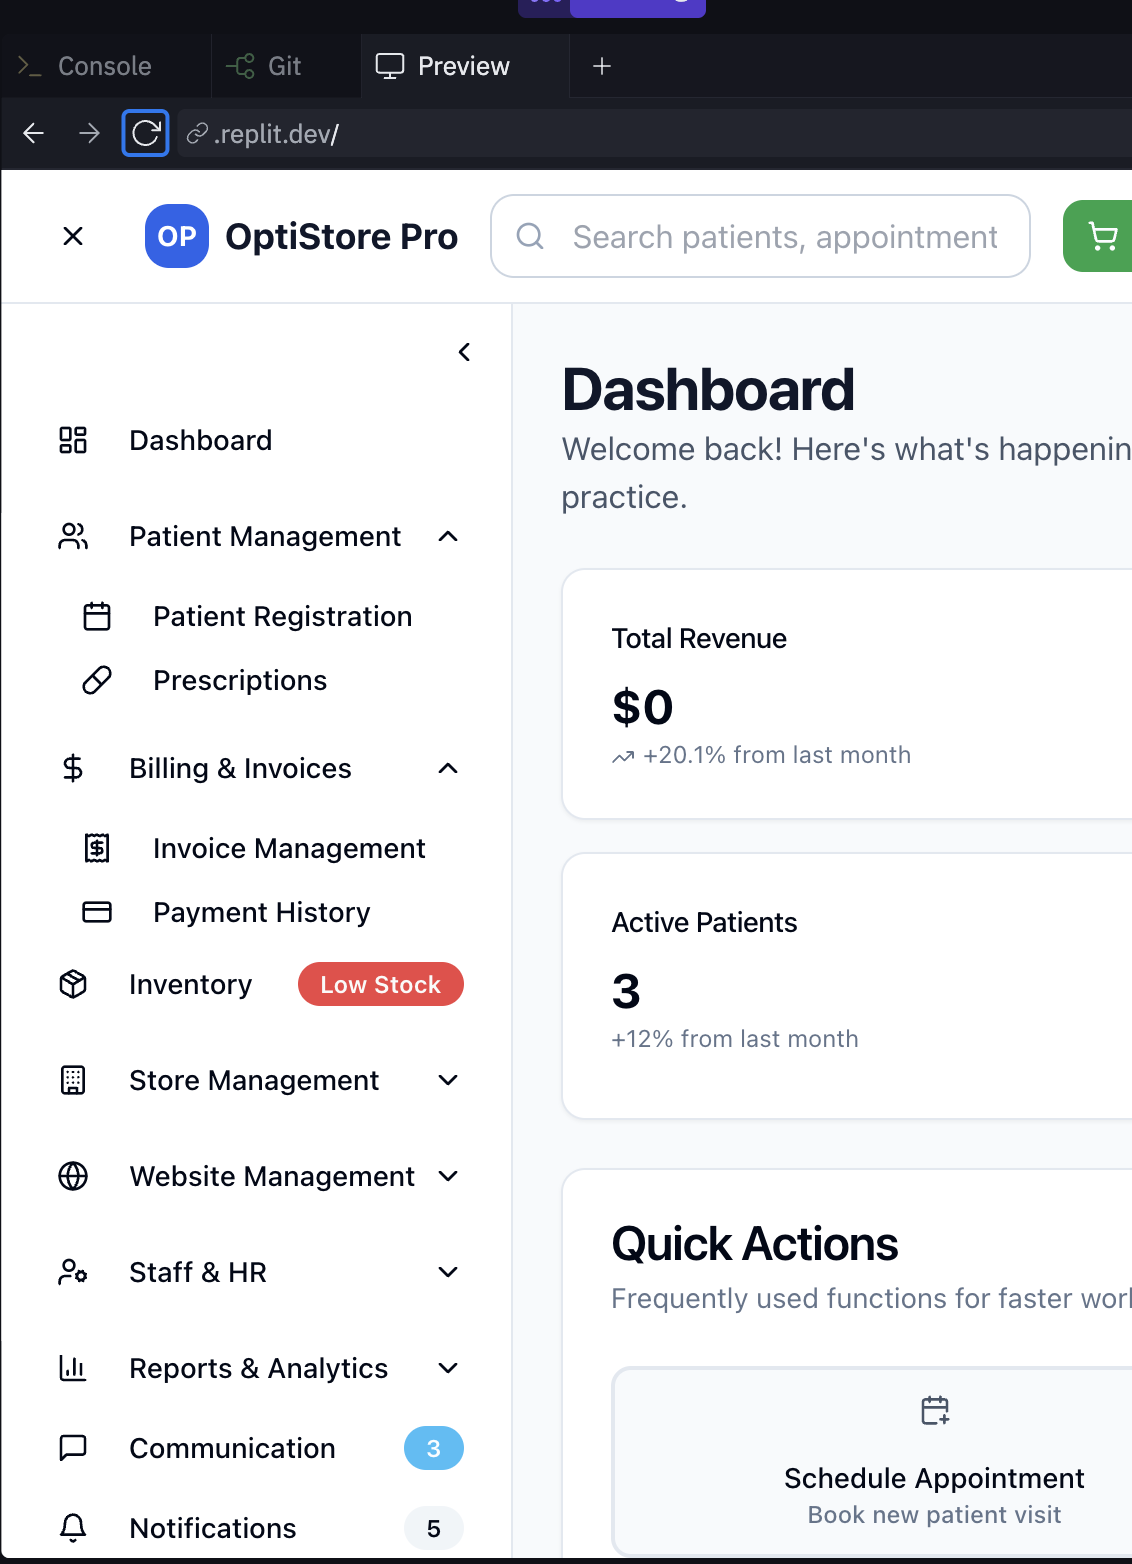 Console
Git
Preview
.replit.dev/
OP
OptiStore Pro
Search patients, appointment
Dashboard
Patient Management
Patient Registration
Prescriptions
Billing & Invoices
Invoice Management
Payment History
Inventory
Low Stock
Store Management
Website Management
Staff & HR
Reports & Analytics
Communication
3
Notifications
5
Dashboard
Welcome back! Here's what's happenin
practice.
Total Revenue
$0
+20.1% from last month
Active Patients
3
+12% from last month
Quick Actions
Frequently used functions for faster worl
Schedule Appointment
Book new patient visit